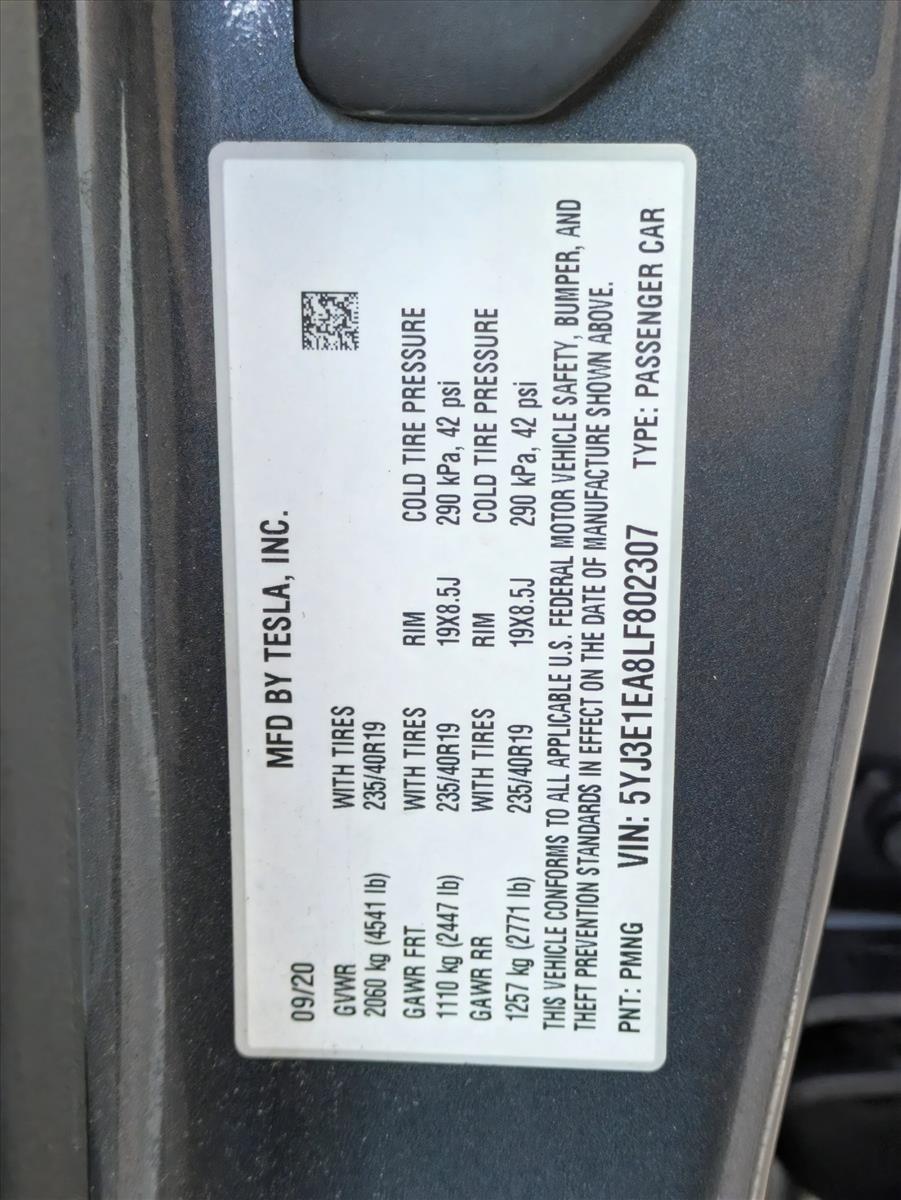 MFD BY TESLA, INC.
09/20
GVWR WITH TIRES
2060 kg (4541 lb) 235/40R19
GAWR FRT WITH TIRES RIM COLD TIRE PRESSURE
1110 kg (2447 lb) 235/40R19 19X8.5J 290 kPa, 42 psi
GAWR RR WITH TIRES RIM COLD TIRE PRESSURE
1257 kg (2771 lb) 235/40R19 19X8.5J 290 kPa, 42 psi
THIS VEHICLE CONFORMS TO ALL APPLICABLE U.S. FEDERAL MOTOR VEHICLE SAFETY, BUMPER, AND
THEFT PREVENTION STANDARDS IN EFFECT ON THE DATE OF MANUFACTURE SHOWN ABOVE.
PNT: PMNG VIN: 5YJ3E1EA8LF802307 TYPE: PASSENGER CAR